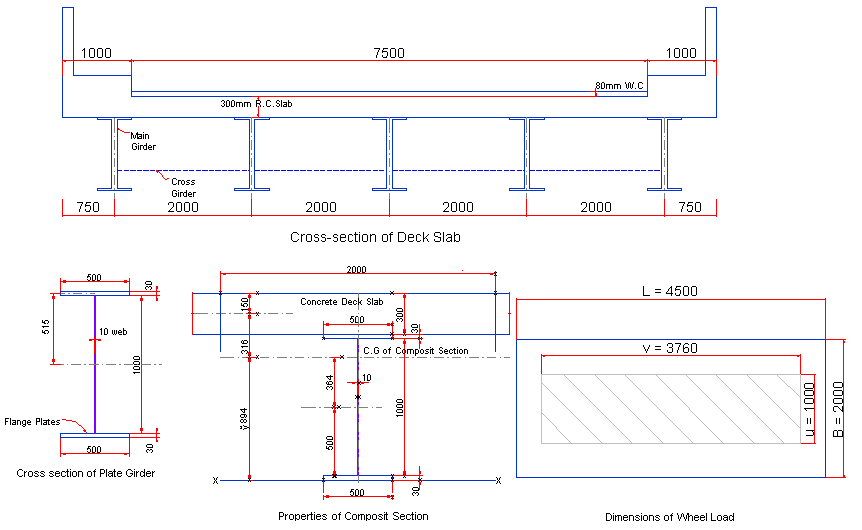 1000
7500
1000
80mm W.C
300mm R.C.Slab
Main
Girder
Cross
Girder
750
2000
2000
2000
2000
750
Cross-section of Deck Slab
500
30
515
10 web
1000
Flange Plates
500
30
Cross section of Plate Girder
2000
150
Concrete Deck Slab
300
500
30
316
C.G of Composit Section
364
10
1000
ȳ 894
500
X
X
500
30
Properties of Composit Section
L = 4500
v = 3760
u = 1000
B = 2000
Dimensions of Wheel Load